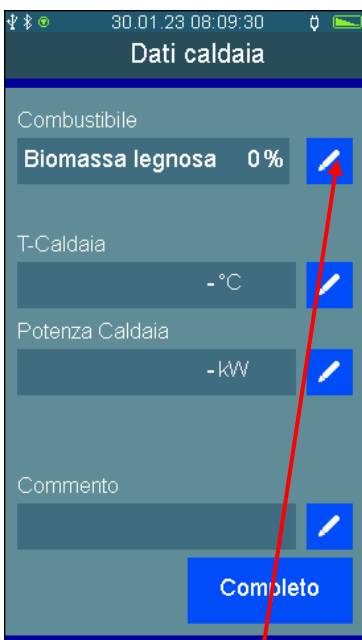 30.01.23 08:09:30
Dati caldaia
Combustibile
Biomassa legnosa 0%
T-Caldaia
-°C
Potenza Caldaia
-kW
Commento
Completo